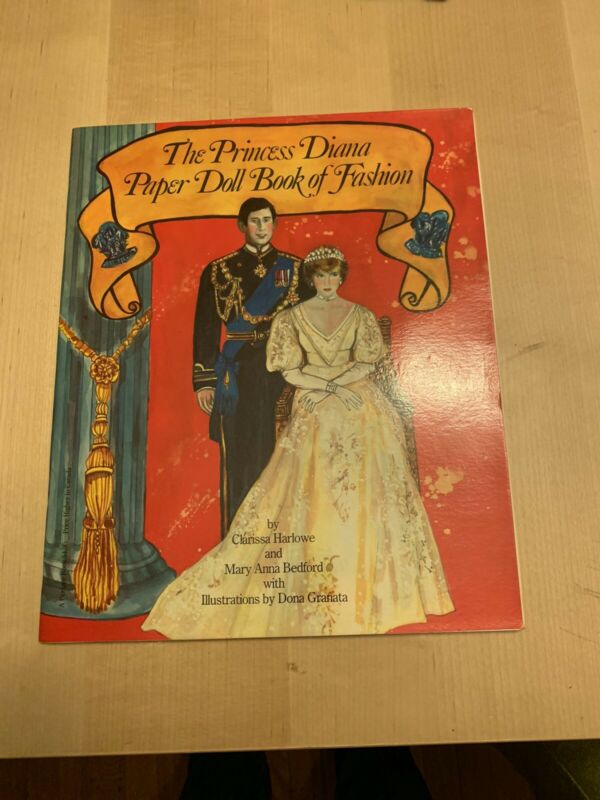 The Princess Diana
Paper Doll Book of Fashion
by
Clarissa Harlowe
and
Mary Anna Bedford
with
Illustrations by Dona Granata